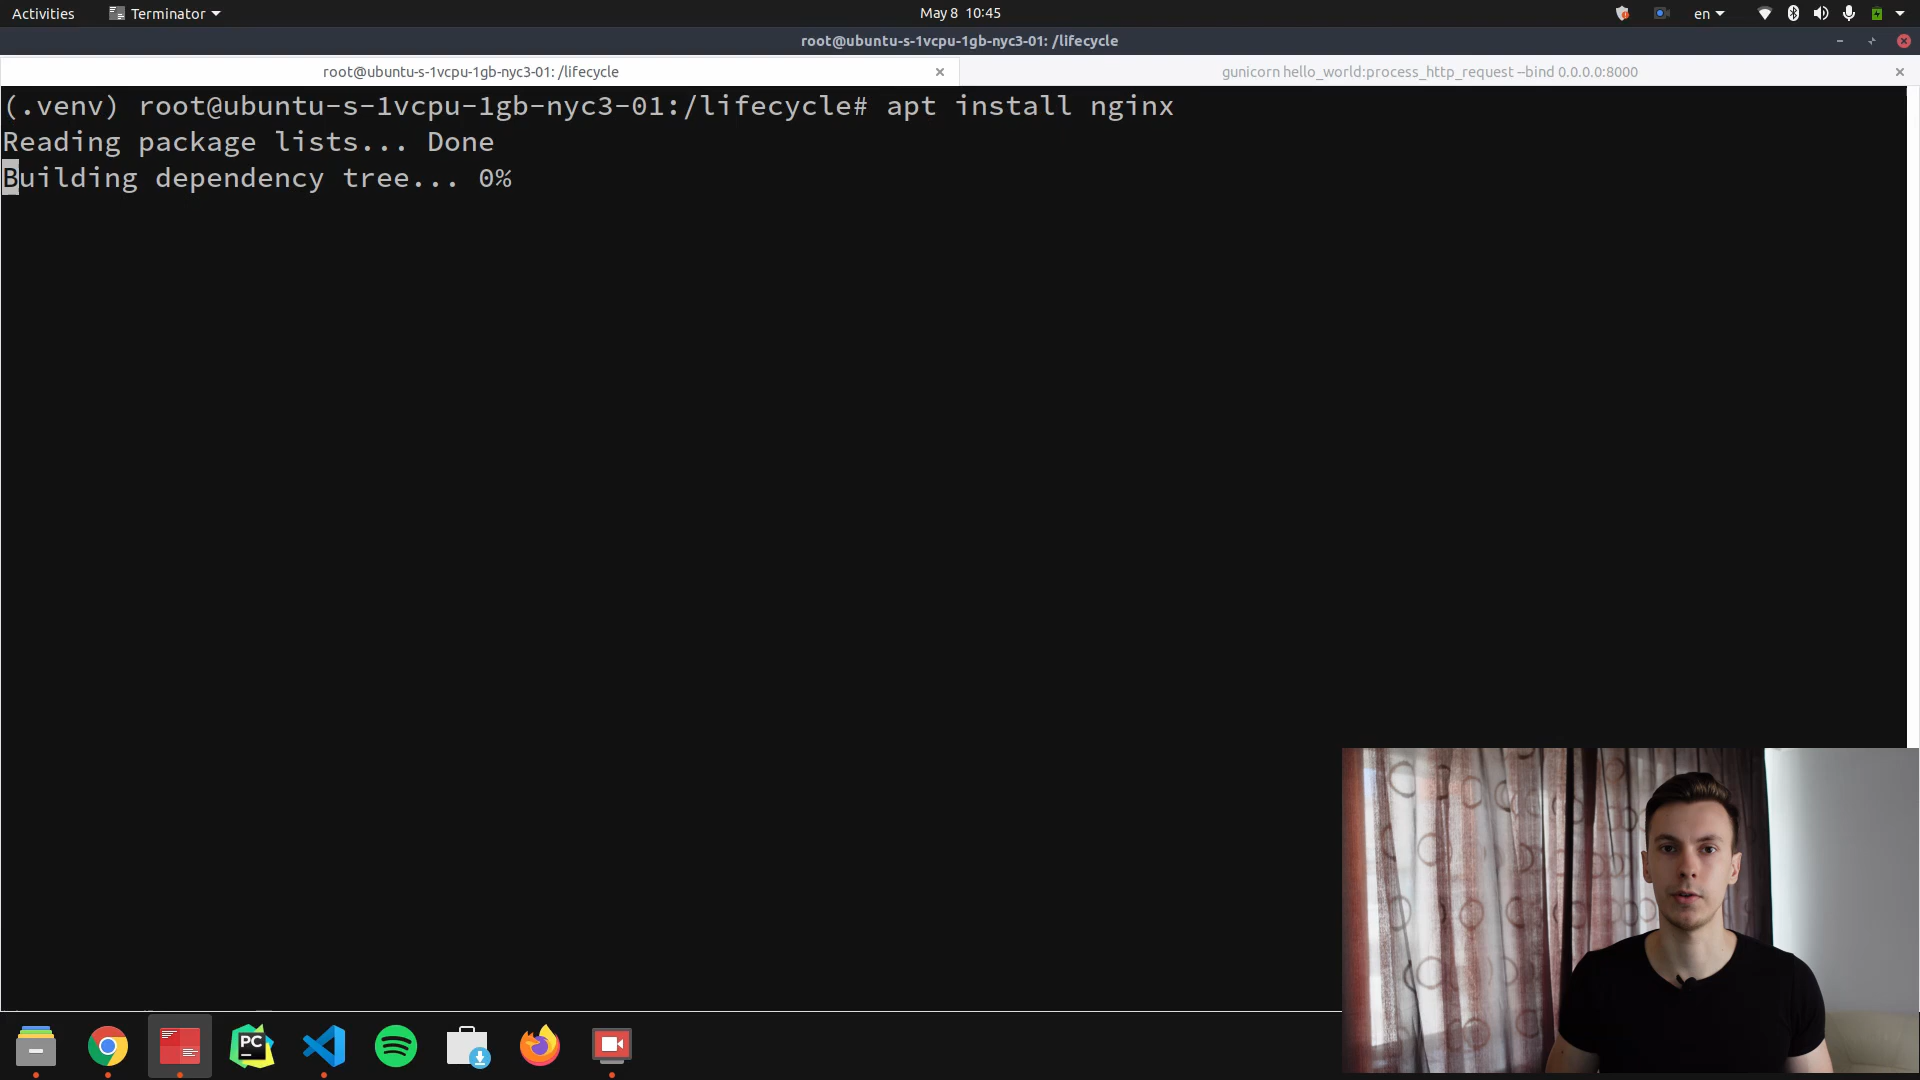 Activities
Terminator
May 8 10:45
en
root@ubuntu-s-1vcpu-1gb-nyc3-01: /lifecycle
root@ubuntu-s-1vcpu-1gb-nyc3-01: /lifecycle
gunicorn hello_world:process_http_request --bind 0.0.0.0:8000
(.venv) root@ubuntu-s-1vcpu-1gb-nyc3-01:/lifecycle# apt install nginx
Reading package lists... Done
Building dependency tree... 0%
PC